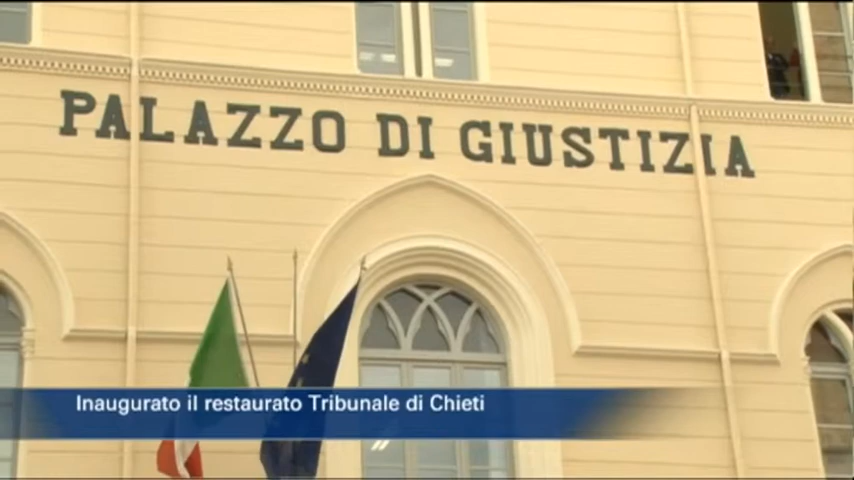 PALAZZO DI GIUSTIZIA
Inaugurato il restaurato Tribunale di Chieti